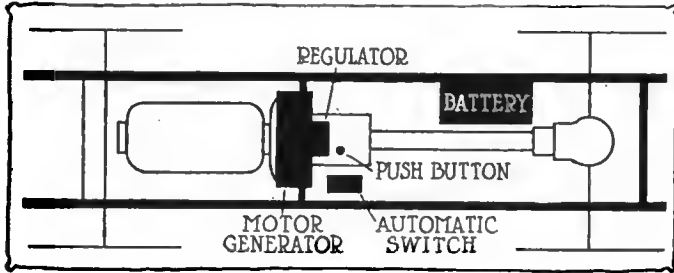 REGULATOR
BATTERY
PUSH BUTTON
MOTOR
GENERATOR
AUTOMATIC
SWITCH